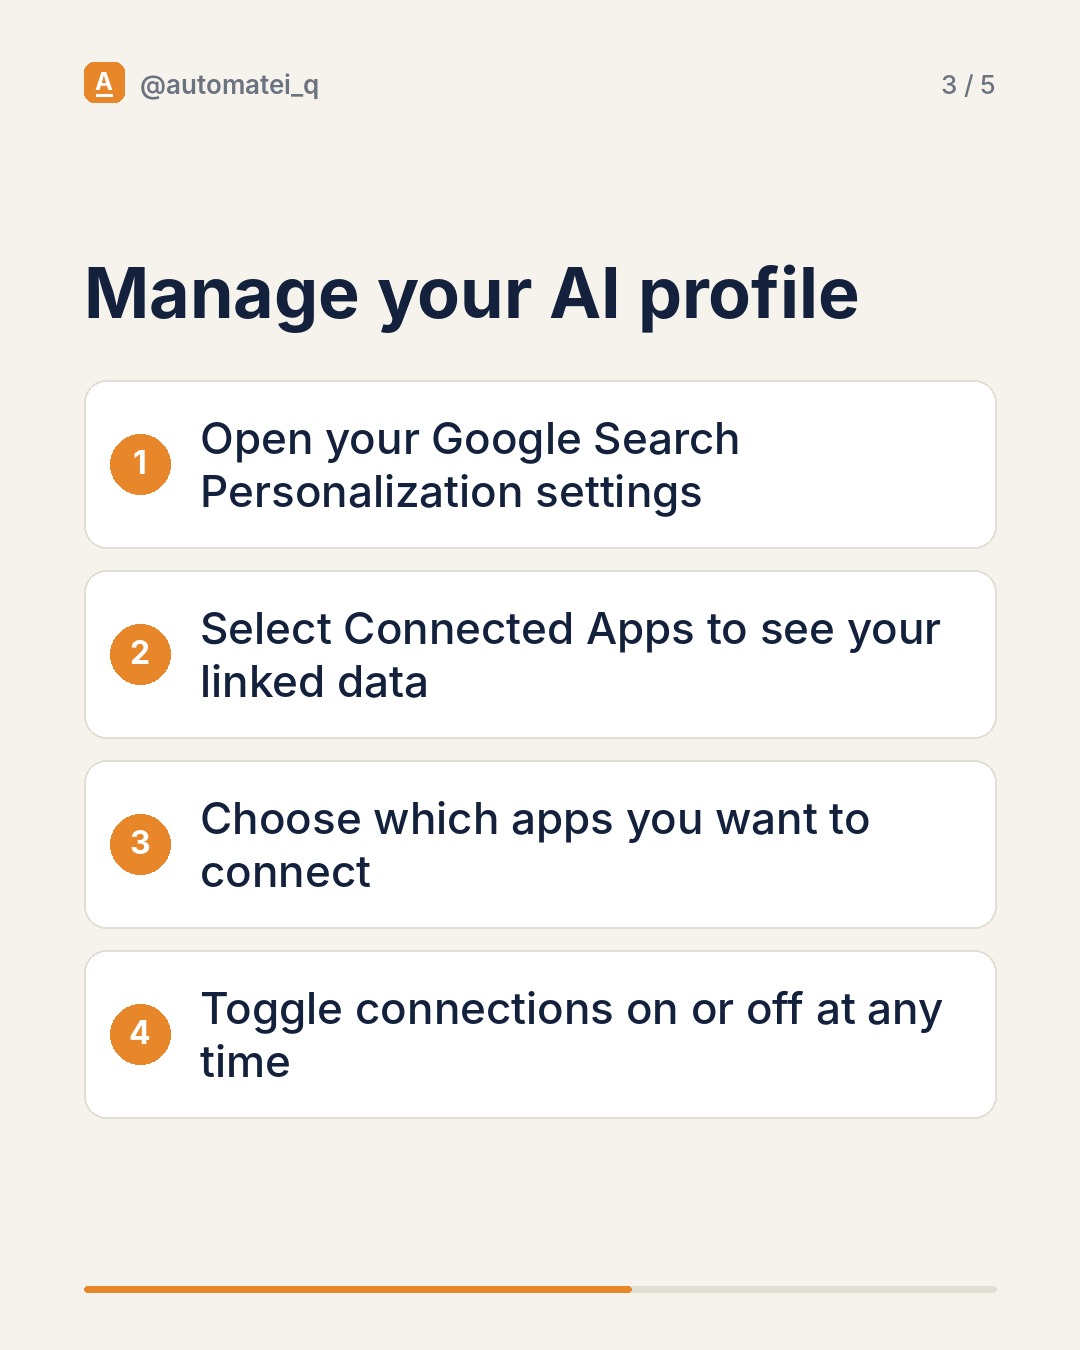 A @automatei_q
3 / 5
Manage your AI profile
1 Open your Google Search
Personalization settings
2 Select Connected Apps to see your
linked data
3 Choose which apps you want to
connect
4 Toggle connections on or off at any
time